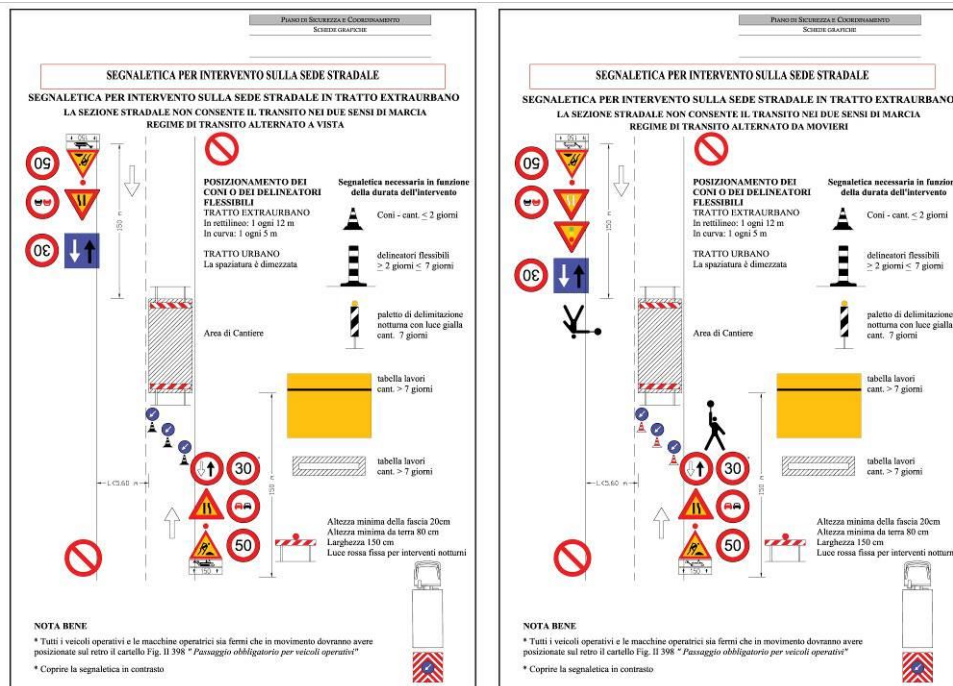 PIANO DI SICUREZZA E COORDINAMENTO
SCHEDE GRAFICHE
SEGNALETICA PER INTERVENTO SULLA SEDE STRADALE
SEGNALETICA PER INTERVENTO SULLA SEDE STRADALE IN TRATTO EXTRAURBANO
LA SEZIONE STRADALE NON CONSENTE IL TRANSITO NEI DUE SENSI DI MARCIA
REGIME DI TRANSITO ALTERNATO A VISTA
150
50
30
150 m
POSIZIONAMENTO DEI
CONI O DEI DELINEATORI
FLESSIBILI
TRATTO EXTRAURBANO
In rettilineo: 1 ogni 12 m
In curva: 1 ogni 5 m
TRATTO URBANO
La spaziatura è dimezzata
Segnaletica necessaria in funzione
della durata dell'intervento
Coni - cant. ≤ 2 giorni
delineatori flessibili
> 2 giorni ≤ 7 giorni
paletto di delimitazione
notturna con luce gialla
cant. 7 giorni
Area di Cantiere
tabella lavori
cant. > 7 giorni
tabella lavori
cant. > 7 giorni
L<5,60 m
150 m
30
50
150
Altezza minima della fascia 20cm
Altezza minima da terra 80 cm
Larghezza 150 cm
Luce rossa fissa per interventi notturni
NOTA BENE
* Tutti i veicoli operativi e le macchine operatrici sia fermi che in movimento dovranno avere
posizionate sul retro il cartello Fig. II 398 " Passaggio obbligatorio per veicoli operativi"
* Coprire la segnaletica in contrasto
PIANO DI SICUREZZA E COORDINAMENTO
SCHEDE GRAFICHE
SEGNALETICA PER INTERVENTO SULLA SEDE STRADALE
SEGNALETICA PER INTERVENTO SULLA SEDE STRADALE IN TRATTO EXTRAURBANO
LA SEZIONE STRADALE NON CONSENTE IL TRANSITO NEI DUE SENSI DI MARCIA
REGIME DI TRANSITO ALTERNATO DA MOVIERI
150
50
30
150 m
POSIZIONAMENTO DEI
CONI O DEI DELINEATORI
FLESSIBILI
TRATTO EXTRAURBANO
In rettilineo: 1 ogni 12 m
In curva: 1 ogni 5 m
TRATTO URBANO
La spaziatura è dimezzata
Segnaletica necessaria in funzion
della durata dell'intervento
Coni - cant. ≤ 2 giorni
delineatori flessibili
> 2 giorni ≤ 7 giorni
paletto di delimitazione
notturna con luce gialla
cant. 7 giorni
Area di Cantiere
tabella lavori
cant. > 7 giorni
tabella lavori
cant. > 7 giorni
L<5,60 m
150 m
30
50
150
Altezza minima della fascia 20cm
Altezza minima da terra 80 cm
Larghezza 150 cm
Luce rossa fissa per interventi notturni
NOTA BENE
* Tutti i veicoli operativi e le macchine operatrici sia fermi che in movimento dovranno avere
posizionate sul retro il cartello Fig. II 398 " Passaggio obbligatorio per veicoli operativi"
* Coprire la segnaletica in contrasto